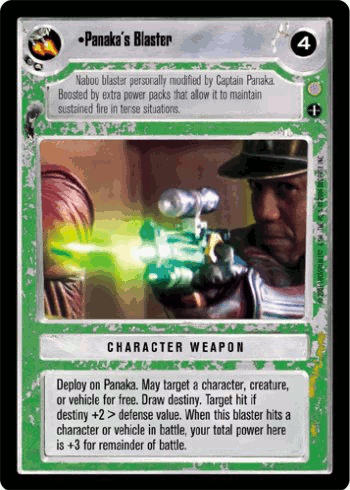 •Panaka's Blaster
4
Naboo blaster personally modified by Captain Panaka.
Boosted by extra power packs that allow it to maintain
sustained fire in tense situations.
CHARACTER WEAPON
Deploy on Panaka. May target a character, creature,
or vehicle for free. Draw destiny. Target hit if
destiny +2 > defense value. When this blaster hits a
character or vehicle in battle, your total power here
is +3 for remainder of battle.